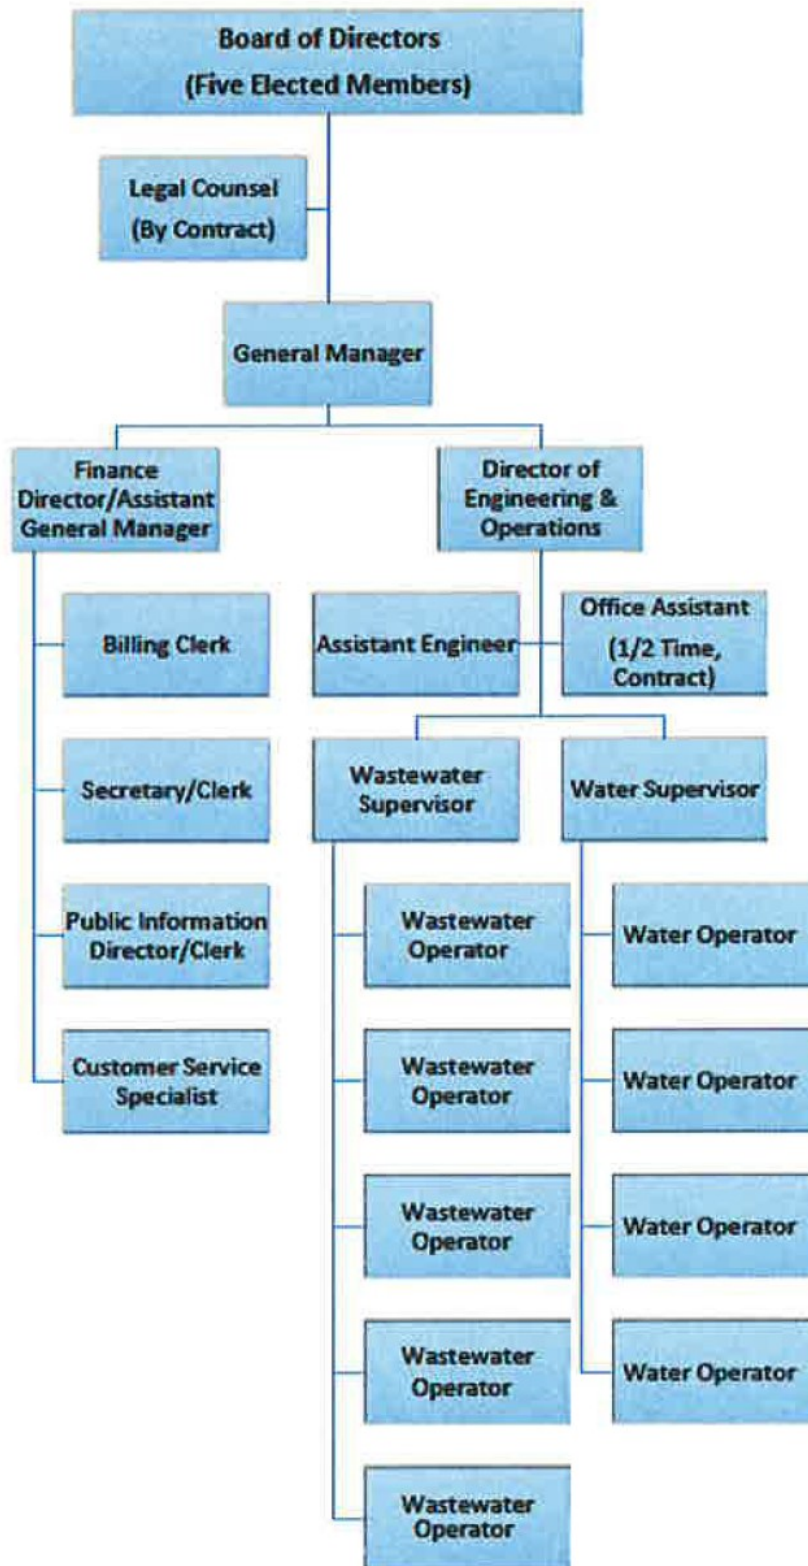 Board of Directors
(Five Elected Members)
Legal Counsel
(By Contract)
General Manager
Finance
Director/Assistant
General Manager
Director of
Engineering &
Operations
Billing Clerk
Assistant Engineer
Office Assistant
(1/2 Time,
Contract)
Secretary/Clerk
Wastewater
Supervisor
Water Supervisor
Public Information
Director/Clerk
Wastewater
Operator
Water Operator
Customer Service
Specialist
Wastewater
Operator
Water Operator
Wastewater
Operator
Water Operator
Wastewater
Operator
Water Operator
Wastewater
Operator